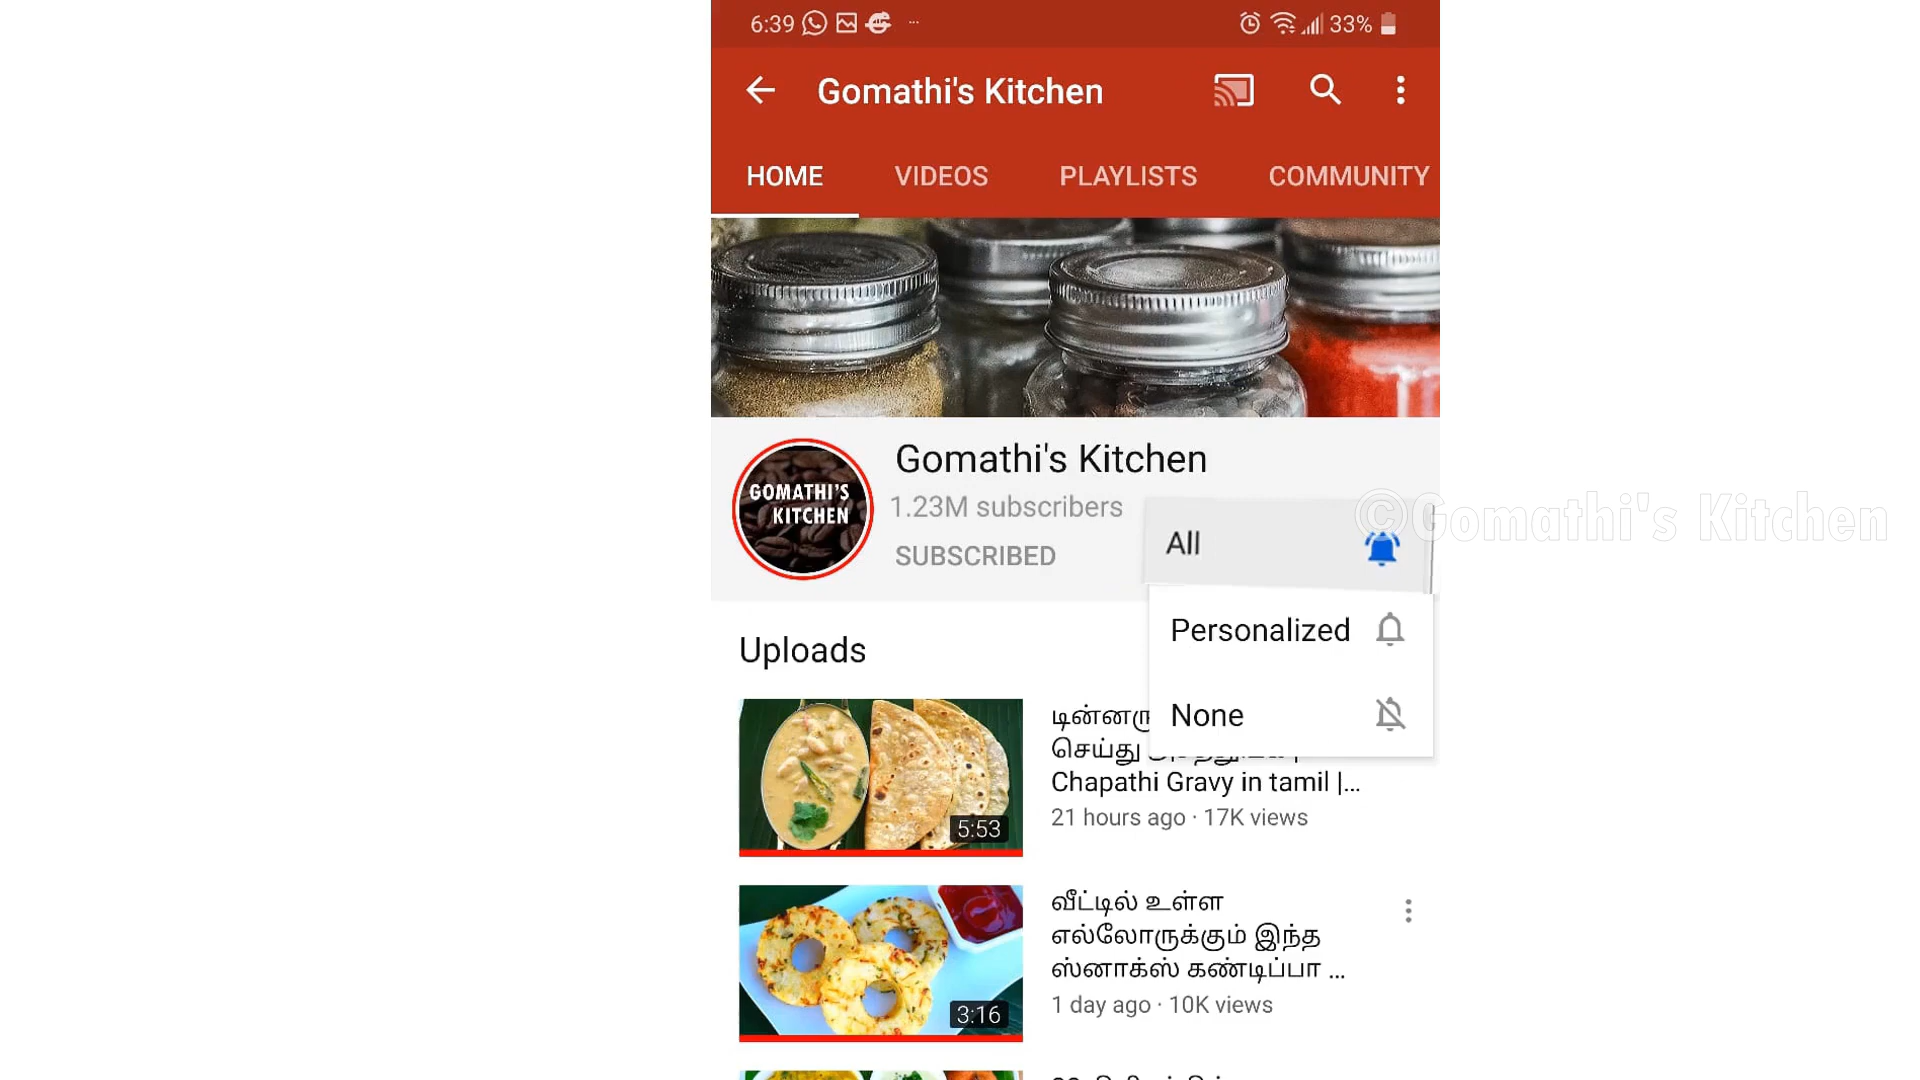 6:39
33%
Gomathi's Kitchen
HOME VIDEOS PLAYLISTS COMMUNITY
GOMATHI'S
KITCHEN
Gomathi's Kitchen
1.23M subscribers
SUBSCRIBED
All
©Gomathi's Kitchen
Personalized
None
Uploads
செய்து
Chapathi Gravy in tamil |...
21 hours ago · 17K views
5:53
வீட்டில் உள்ள
எல்லோருக்கும் இந்த
ஸ்னாக்ஸ் கண்டிப்பா ...
1 day ago · 10K views
3:16